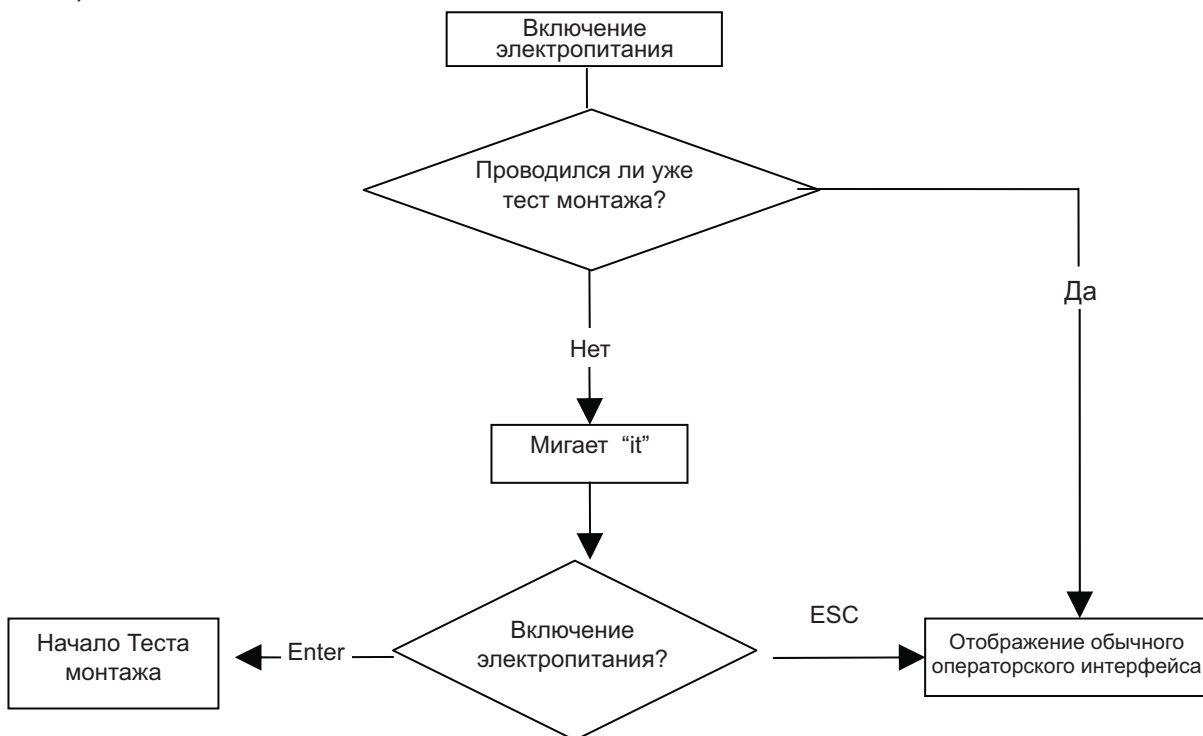 Включение
электропитания
Проводился ли уже
тест монтажа?
Да
Нет
Мигает “it”
ESC
Начало Теста
монтажа
Enter
Включение
электропитания?
Отображение обычного
операторского интерфейса